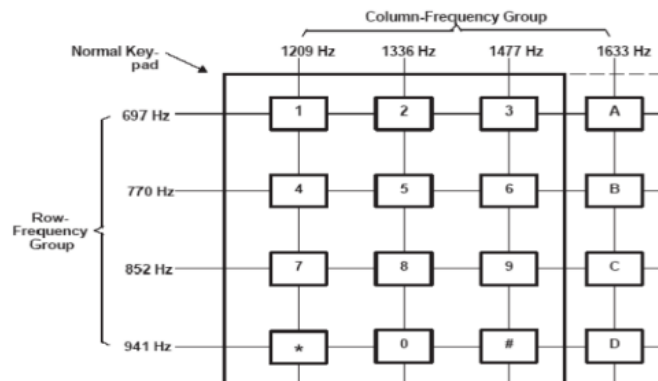 Column-Frequency Group
Normal Key-
pad
1209 Hz 1336 Hz 1477 Hz 1633 Hz
697 Hz 1 2 3 A
770 Hz 4 5 6 B
Row-
Frequency
Group
852 Hz 7 8 9 C
941 Hz * 0 # D